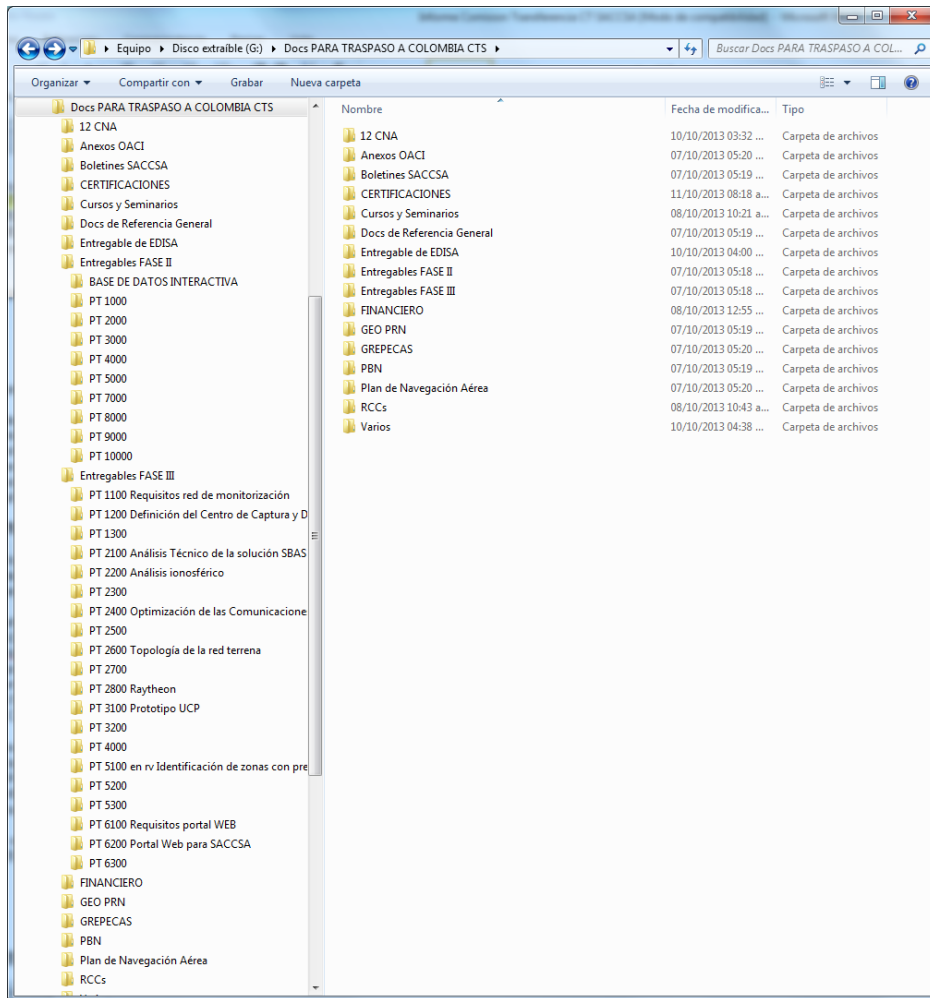 Equipo ▸ Disco extraíble (G:) ▸ Docs PARA TRASPASO A COLOMBIA CTS ▸
Buscar Docs PARA TRASPASO A COL...
Organizar Compartir con Grabar Nueva carpeta
Docs PARA TRASPASO A COLOMBIA CTS
12 CNA
Anexos OACI
Boletines SACCSA
CERTIFICACIONES
Cursos y Seminarios
Docs de Referencia General
Entregable de EDISA
Entregables FASE II
BASE DE DATOS INTERACTIVA
PT 1000
PT 2000
PT 3000
PT 4000
PT 5000
PT 7000
PT 8000
PT 9000
PT 10000
Entregables FASE III
PT 1100 Requisitos red de monitorización
PT 1200 Definición del Centro de Captura y D
PT 1300
PT 2100 Análisis Técnico de la solución SBAS
PT 2200 Análisis ionosférico
PT 2300
PT 2400 Optimización de las Comunicacione
PT 2500
PT 2600 Topología de la red terrena
PT 2700
PT 2800 Raytheon
PT 3100 Prototipo UCP
PT 3200
PT 4000
PT 5100 en rv Identificación de zonas con pre
PT 5200
PT 5300
PT 6100 Requisitos portal WEB
PT 6200 Portal Web para SACCSA
PT 6300
FINANCIERO
GEO PRN
GREPECAS
PBN
Plan de Navegación Aérea
RCCs
Nombre Fecha de modifica... Tipo
12 CNA 10/10/2013 03:32 ... Carpeta de archivos
Anexos OACI 07/10/2013 05:20 ... Carpeta de archivos
Boletines SACCSA 07/10/2013 05:19 ... Carpeta de archivos
CERTIFICACIONES 11/10/2013 08:18 a... Carpeta de archivos
Cursos y Seminarios 08/10/2013 10:21 a... Carpeta de archivos
Docs de Referencia General 07/10/2013 05:19 ... Carpeta de archivos
Entregable de EDISA 10/10/2013 04:00 ... Carpeta de archivos
Entregables FASE II 07/10/2013 05:18 ... Carpeta de archivos
Entregables FASE III 07/10/2013 05:18 ... Carpeta de archivos
FINANCIERO 08/10/2013 12:55 ... Carpeta de archivos
GEO PRN 07/10/2013 05:19 ... Carpeta de archivos
GREPECAS 07/10/2013 05:20 ... Carpeta de archivos
PBN 07/10/2013 05:19 ... Carpeta de archivos
Plan de Navegación Aérea 07/10/2013 05:20 ... Carpeta de archivos
RCCs 08/10/2013 10:43 a... Carpeta de archivos
Varios 10/10/2013 04:38 ... Carpeta de archivos